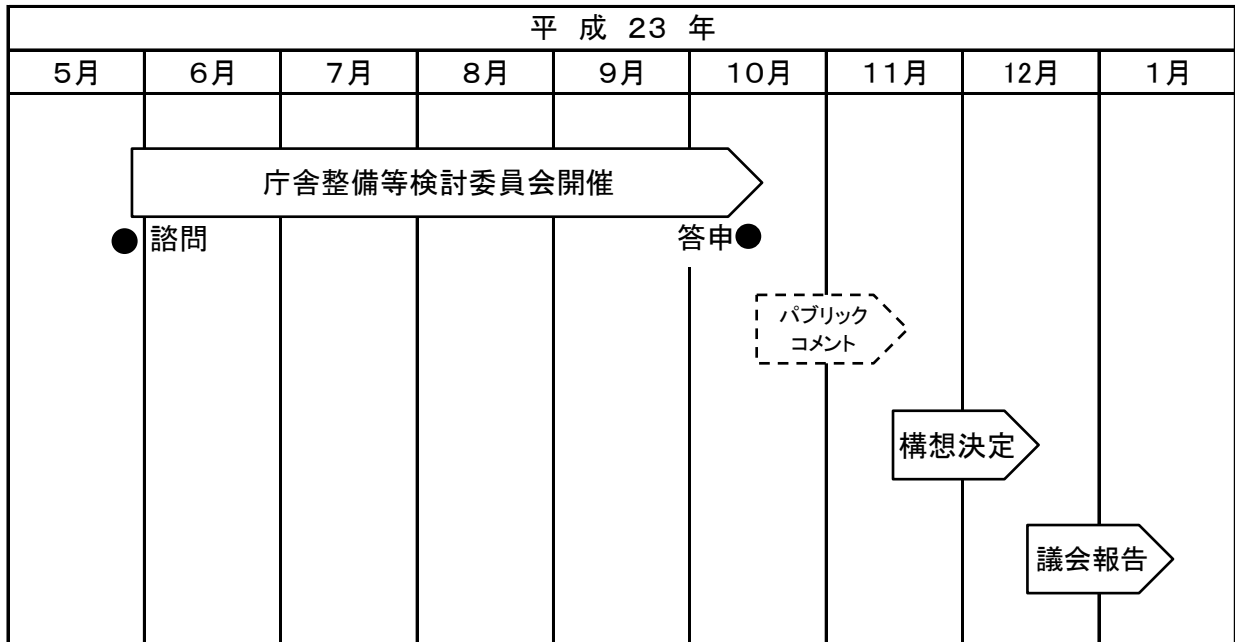 平 成 23 年
5月 6月 7月 8月 9月 10月 11月 12月 1月
庁舎整備等検討委員会開催
諮問 答申
パブリック
コメント
構想決定
議会報告